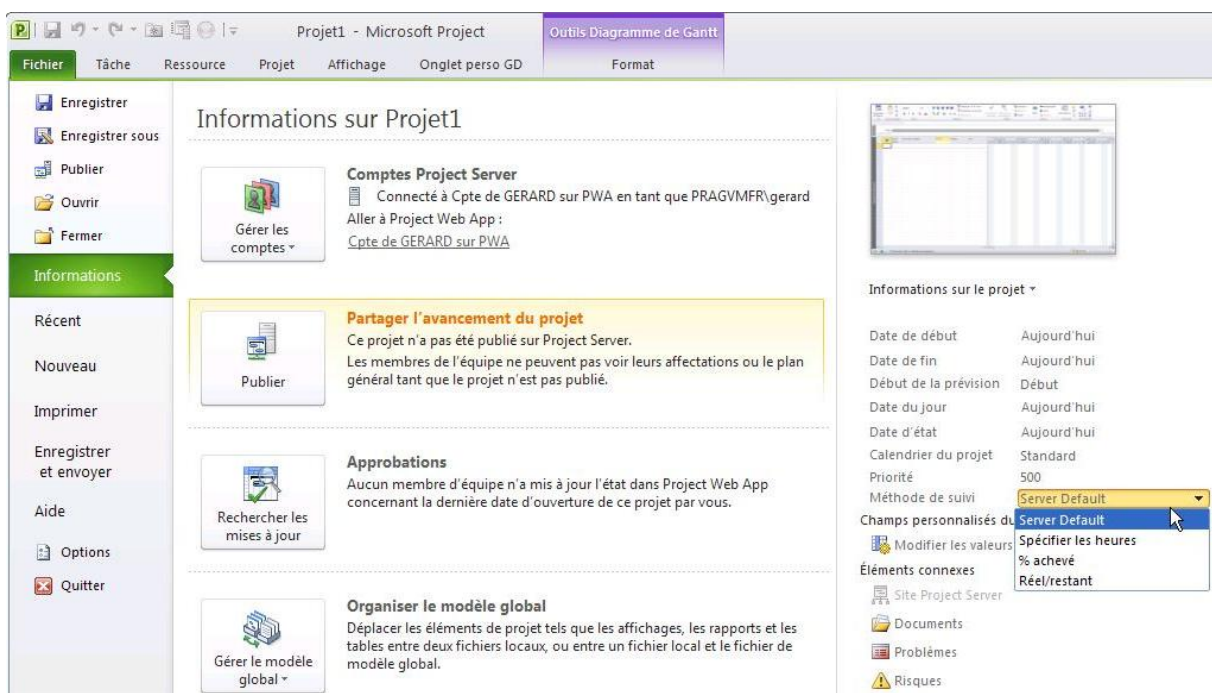 Projet1 - Microsoft Project
Outils Diagramme de Gantt
Fichier Tâche Ressource Projet Affichage Onglet perso GD Format
Enregistrer
Enregistrer sous
Publier
Ouvrir
Fermer
Informations
Récent
Nouveau
Imprimer
Enregistrer
et envoyer
Aide
Options
Quitter
Informations sur Projet1
Gérer les
comptes
Comptes Project Server
Connecté à Cpte de GERARD sur PWA en tant que PRAGVMFR\gerard
Aller à Project Web App :
Cpte de GERARD sur PWA
Publier
Partager l'avancement du projet
Ce projet n'a pas été publié sur Project Server.
Les membres de l'équipe ne peuvent pas voir leurs affectations ou le plan
général tant que le projet n'est pas publié.
Rechercher les
mises à jour
Approbations
Aucun membre d'équipe n'a mis à jour l'état dans Project Web App
concernant la dernière date d'ouverture de ce projet par vous.
Gérer le modèle
global
Organiser le modèle global
Déplacer les éléments de projet tels que les affichages, les rapports et les
tables entre deux fichiers locaux, ou entre un fichier local et le fichier de
modèle global.
Informations sur le projet
Date de début Aujourd'hui
Date de fin Aujourd'hui
Début de la prévision Début
Date du jour Aujourd'hui
Date d'état Aujourd'hui
Calendrier du projet Standard
Priorité 500
Méthode de suivi Server Default
Server Default
Spécifier les heures
% achevé
Réel/restant
Champs personnalisés du
Modifier les valeurs
Éléments connexes
Site Project Server
Documents
Problèmes
Risques